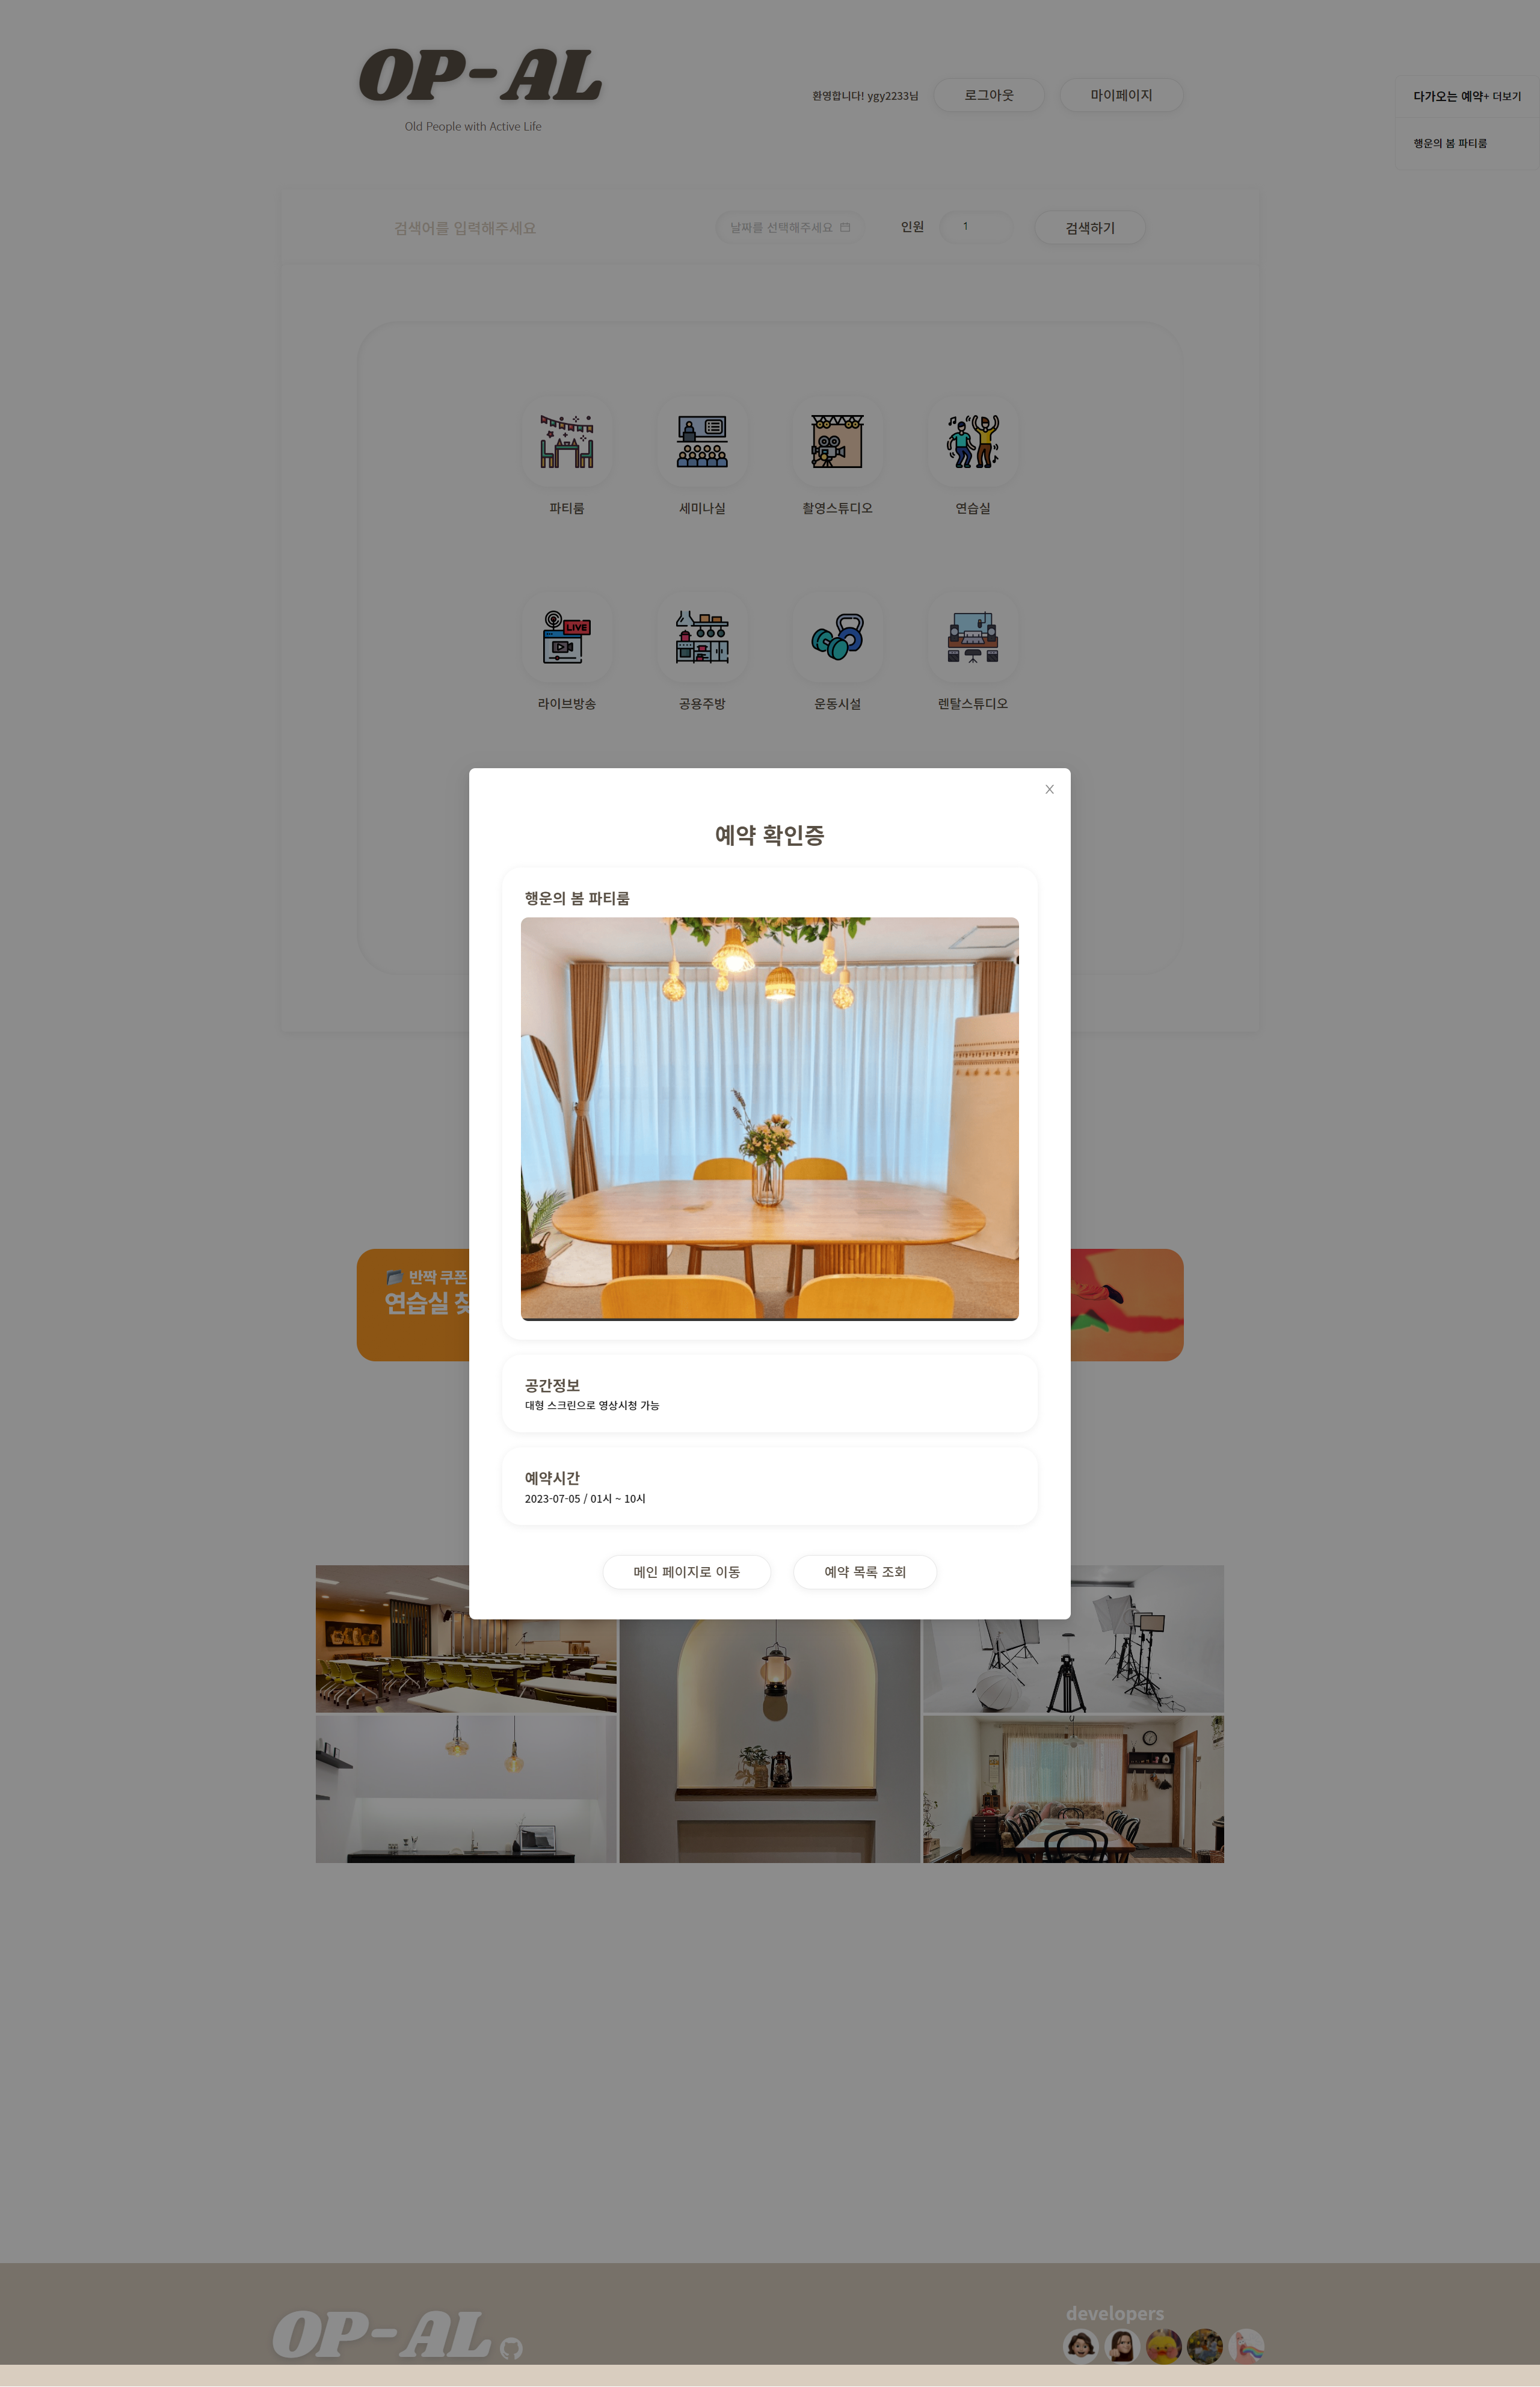 OP-AL
Old People with Active Life
환영합니다! ygy2233님
로그아웃
마이페이지
다가오는 예약+ 더보기
행운의 봄 파티룸
검색어를 입력해주세요
날짜를 선택해주세요
인원
1
검색하기
파티룸
세미나실
촬영스튜디오
연습실
LIVE
라이브방송
공용주방
운동시설
렌탈스튜디오
예약 확인증
행운의 봄 파티룸
반짝 쿠폰
연습실
공간정보
대형 스크린으로 영상시청 가능
예약시간
2023-07-05 / 01시 ~ 10시
메인 페이지로 이동
예약 목록 조회
OP-AL
developers